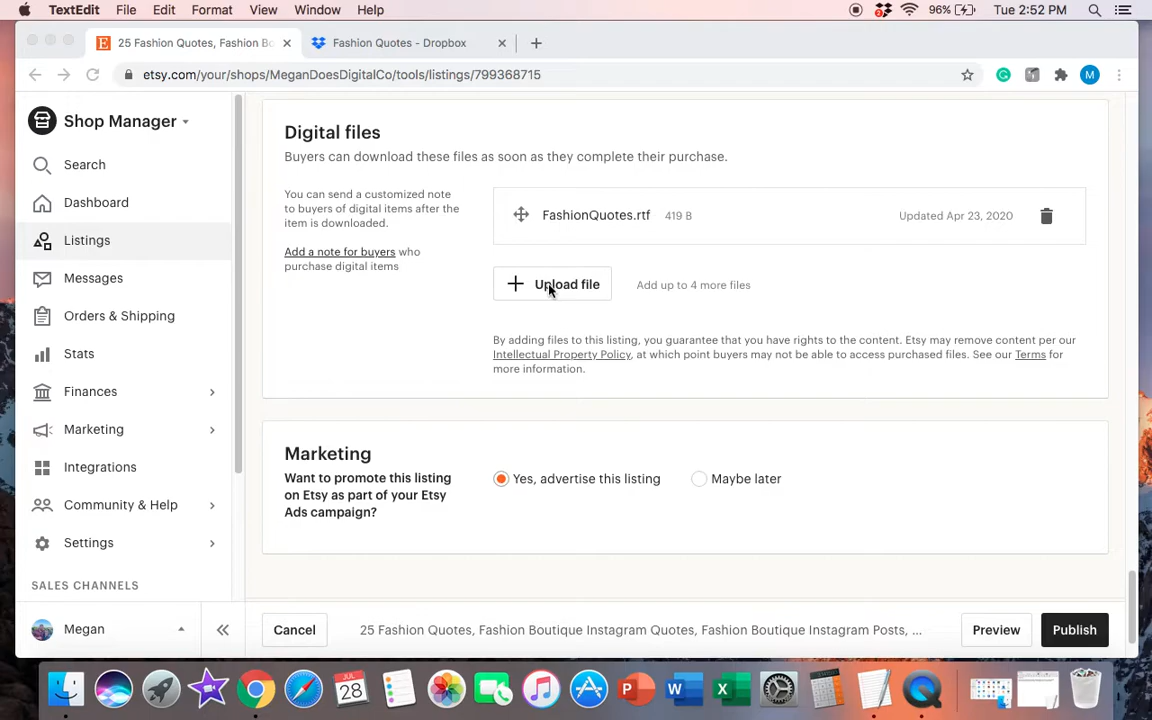 TextEdit File Edit Format View Window Help 96% Tue 2:52 PM
25 Fashion Quotes, Fashion Bo Fashion Quotes - Dropbox
etsy.com/your/shops/MeganDoesDigitalCo/tools/listings/799368715 M
Shop Manager
Search
Dashboard
Listings
Messages
Orders & Shipping
Stats
Finances
Marketing
Integrations
Community & Help
Settings
SALES CHANNELS
Megan
Digital files
Buyers can download these files as soon as they complete their purchase.
You can send a customized note
to buyers of digital items after the
item is downloaded.
Add a note for buyers who
purchase digital items
FashionQuotes.rtf 419 B Updated Apr 23, 2020
Upload file Add up to 4 more files
By adding files to this listing, you guarantee that you have rights to the content. Etsy may remove content per our
Intellectual Property Policy, at which point buyers may not be able to access purchased files. See our Terms for
more information.
Marketing
Want to promote this listing
on Etsy as part of your Etsy
Ads campaign?
Yes, advertise this listing Maybe later
Cancel 25 Fashion Quotes, Fashion Boutique Instagram Quotes, Fashion Boutique Instagram Posts, ... Preview Publish
JUL
28